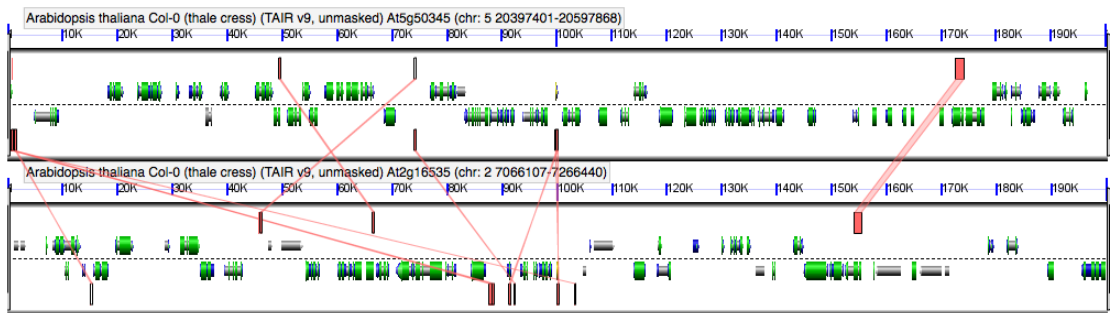 Arabidopsis thaliana Col-0 (thale cress) (TAIR v9, unmasked) At5g50345 (chr: 5 20397401-20597868)
10K 20K 30K 40K 50K 60K 70K 80K 90K 100K 110K 120K 130K 140K 150K 160K 170K 180K 190K
Arabidopsis thaliana Col-0 (thale cress) (TAIR v9, unmasked) At2g16535 (chr: 2 7066107-7266440)
10K 20K 30K 40K 50K 60K 70K 80K 90K 100K 110K 120K 130K 140K 150K 160K 170K 180K 190K